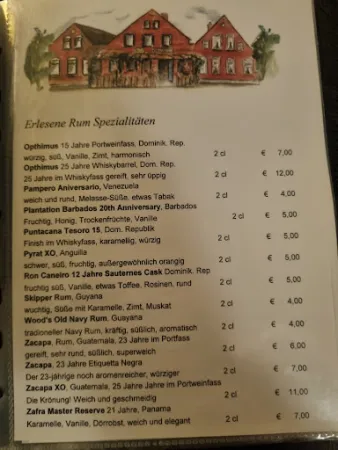 Erlesene Rum Spezialitäten
Opthimus 15 Jahre Portweinfass, Dominik. Rep.
würzig, süß, Vanille, Zimt, harmonisch 2 cl € 7,00
Opthimus 25 Jahre Whiskybarrel, Dom. Rep.
25 Jahre im Whiskyfass gereift, sehr üppig 2 cl € 12,00
Pampero Aniversario, Venezuela
weich und rund, Melasse-Süße, etwas Tabak 2 cl € 4,00
Plantation Barbados 20th Anniversary, Barbados
Fruchtig, Honig, Trockenfrüchte, Vanille 2 cl € 5,00
Puntacana Tesoro 15, Dom. Republik
Finish im Whiskyfass, karamellig, würzig 2 cl € 5,00
Pyrat XO, Anguilla
schwer, süß, fruchtig, außergewöhnlich orangig 2 cl € 5,00
Ron Caneiro 12 Jahre Sauternes Cask Dominik. Rep
fruchtig süß, Vanille, etwas Toffee, Rosinen, rund 2 cl € 5,00
Skipper Rum, Guyana
wuchtig, Süße mit Karamelle, Zimt, Muskat 2 cl € 4,00
Wood's Old Navy Rum, Guayana
tradioneller Navy Rum, kräftig, süßlich, aromatisch 2 cl € 4,00
Zacapa, Rum, Guatemala, 23 Jahre im Portfass
gereift, sehr rund, süßlich, superweich 2 cl € 6,00
Zacapa, 23 Jahre Etiquetta Negra
Der 23-jährige noch aromenreicher, würziger 2 cl € 7,00
Zacapa XO, Guatemala, 25 Jahre Jahre im Portweinfass
Die Krönung! Weich und geschmeidig 2 cl € 11,00
Zafra Master Reserve 21 Jahre, Panama
Karamelle, Vanille, Dörrobst, weich und elegant 2 cl € 7,00